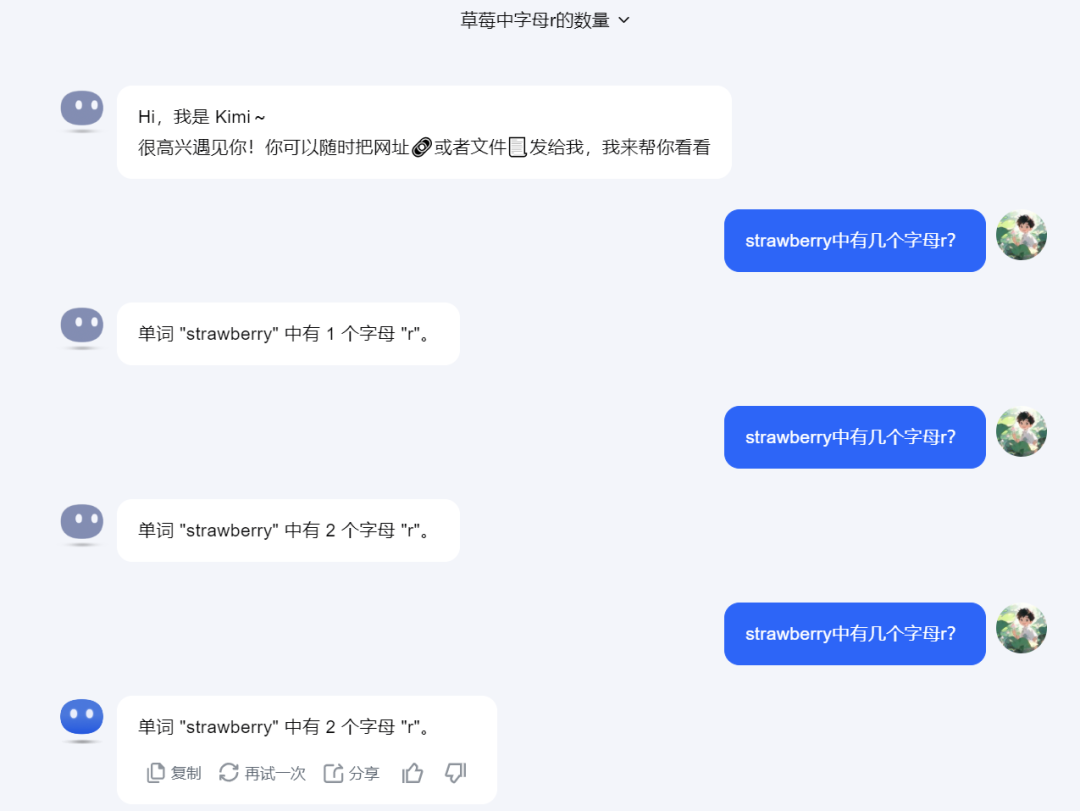 草莓中字母r的数量
Hi，我是 Kimi~
很高兴遇见你！你可以随时把网址🔗或者文件📃发给我，我来帮你看看
strawberry中有几个字母r？
单词 "strawberry" 中有 1 个字母 "r"。
strawberry中有几个字母r？
单词 "strawberry" 中有 2 个字母 "r"。
strawberry中有几个字母r？
单词 "strawberry" 中有 2 个字母 "r"。
复制 再试一次 分享